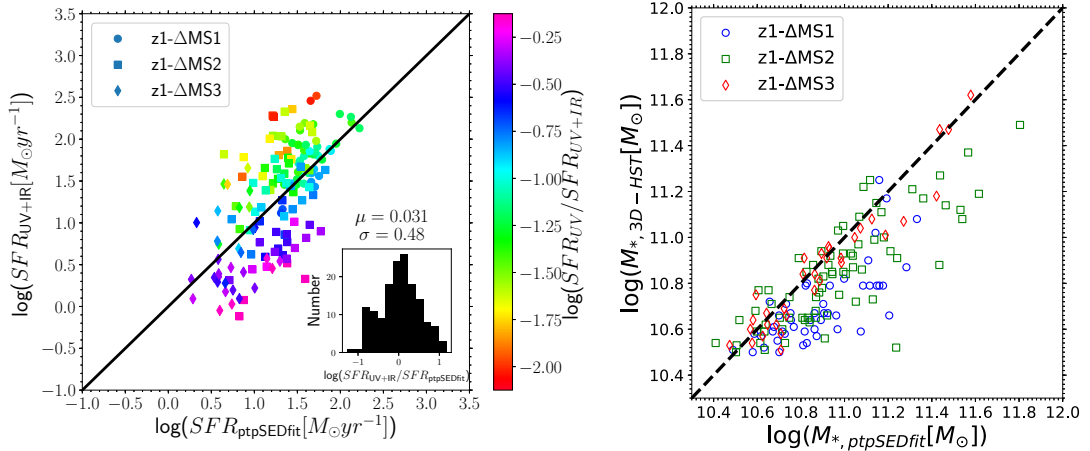 3.5
3.0
2.5
2.0
1.5
1.0
0.5
0.0
−0.5
−1.0
log(SFR_UV+IR[M⊙yr⁻¹])
z1-ΔMS1
z1-ΔMS2
z1-ΔMS3
μ = 0.031
σ = 0.48
Number
20
10
0
−1 0 1
log(SFR_UV+IR/SFR_ptpSEDfit)
−1.0 −0.5 0.0 0.5 1.0 1.5 2.0 2.5 3.0 3.5
log(SFR_ptpSEDfit[M⊙yr⁻¹])
−0.25
−0.50
−0.75
−1.00
−1.25
−1.50
−1.75
−2.00
log(SFR_UV/SFR_UV+IR)
12.0
11.8
11.6
11.4
11.2
11.0
10.8
10.6
10.4
log(M_*,3D−HST[M⊙])
z1-ΔMS1
z1-ΔMS2
z1-ΔMS3
10.4 10.6 10.8 11.0 11.2 11.4 11.6 11.8 12.0
log(M_*,ptpSEDfit[M⊙])